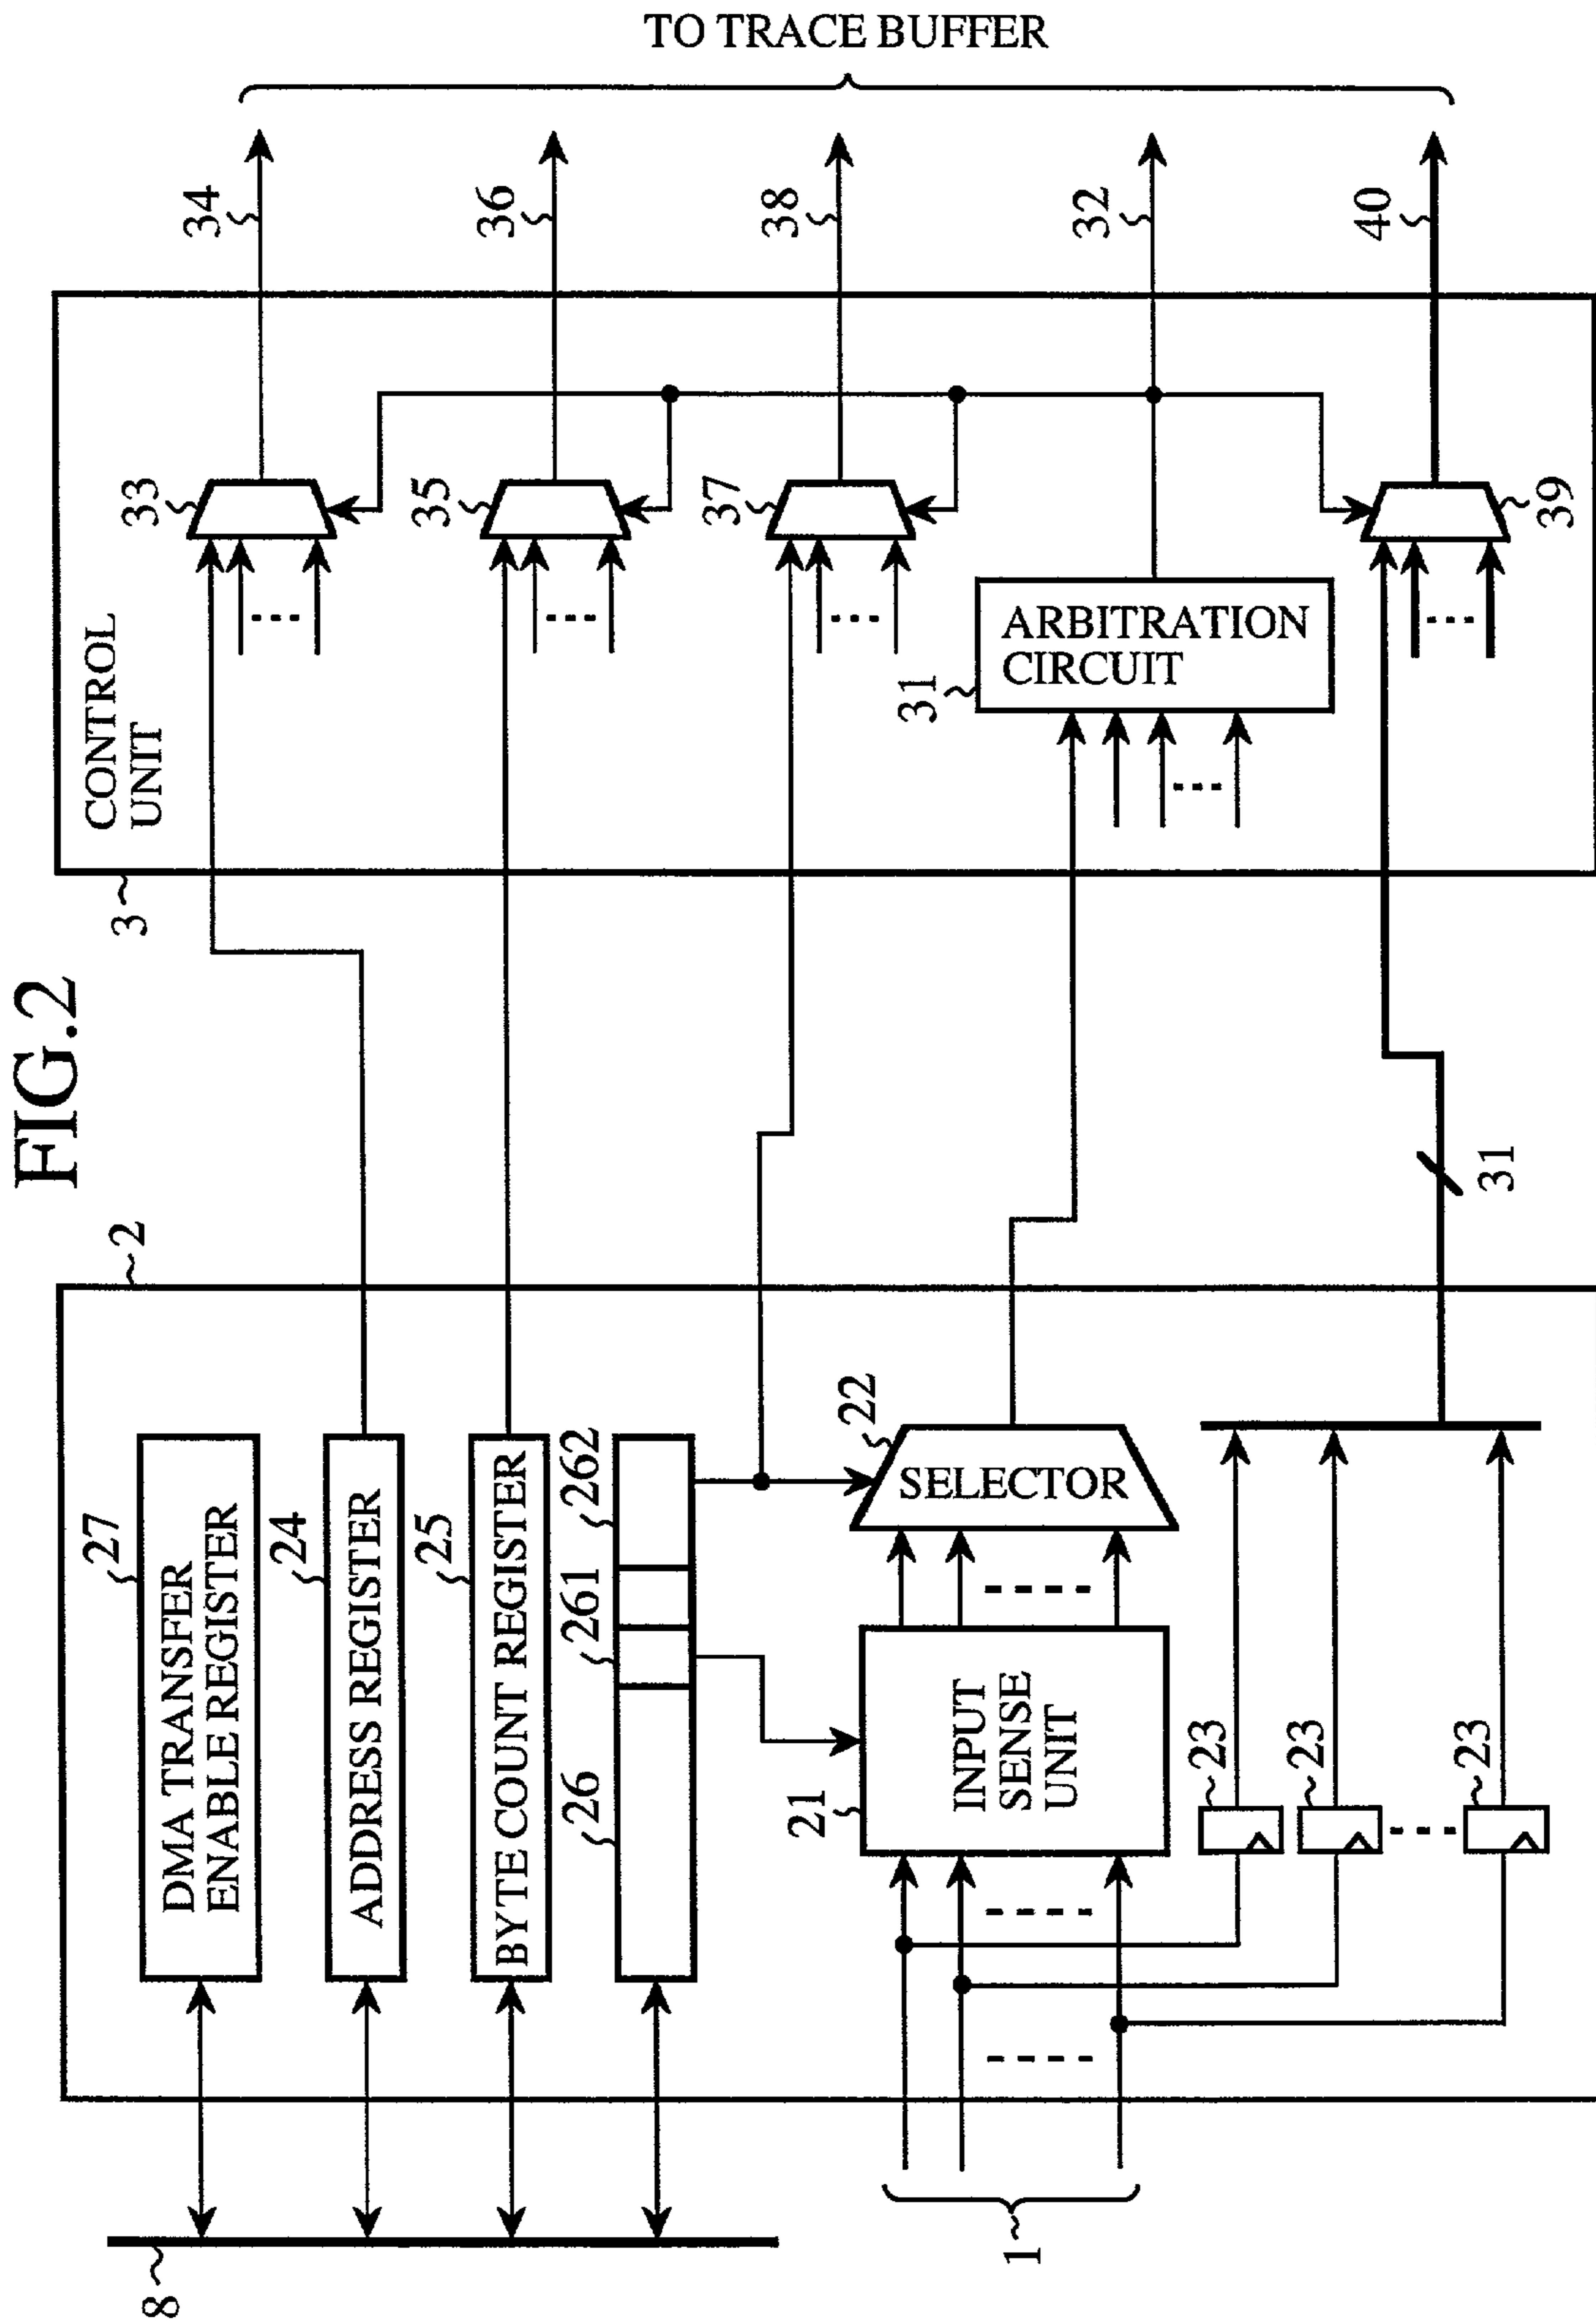 FIG.2
8
1
2
27
DMA TRANSFER
ENABLE REGISTER
24
ADDRESS REGISTER
25
BYTE COUNT REGISTER
26
261
262
21
INPUT
SENSE
UNIT
22
SELECTOR
23
23
23
31
3
CONTROL
UNIT
33
35
37
31
ARBITRATION
CIRCUIT
39
34
36
38
32
40
TO TRACE BUFFER